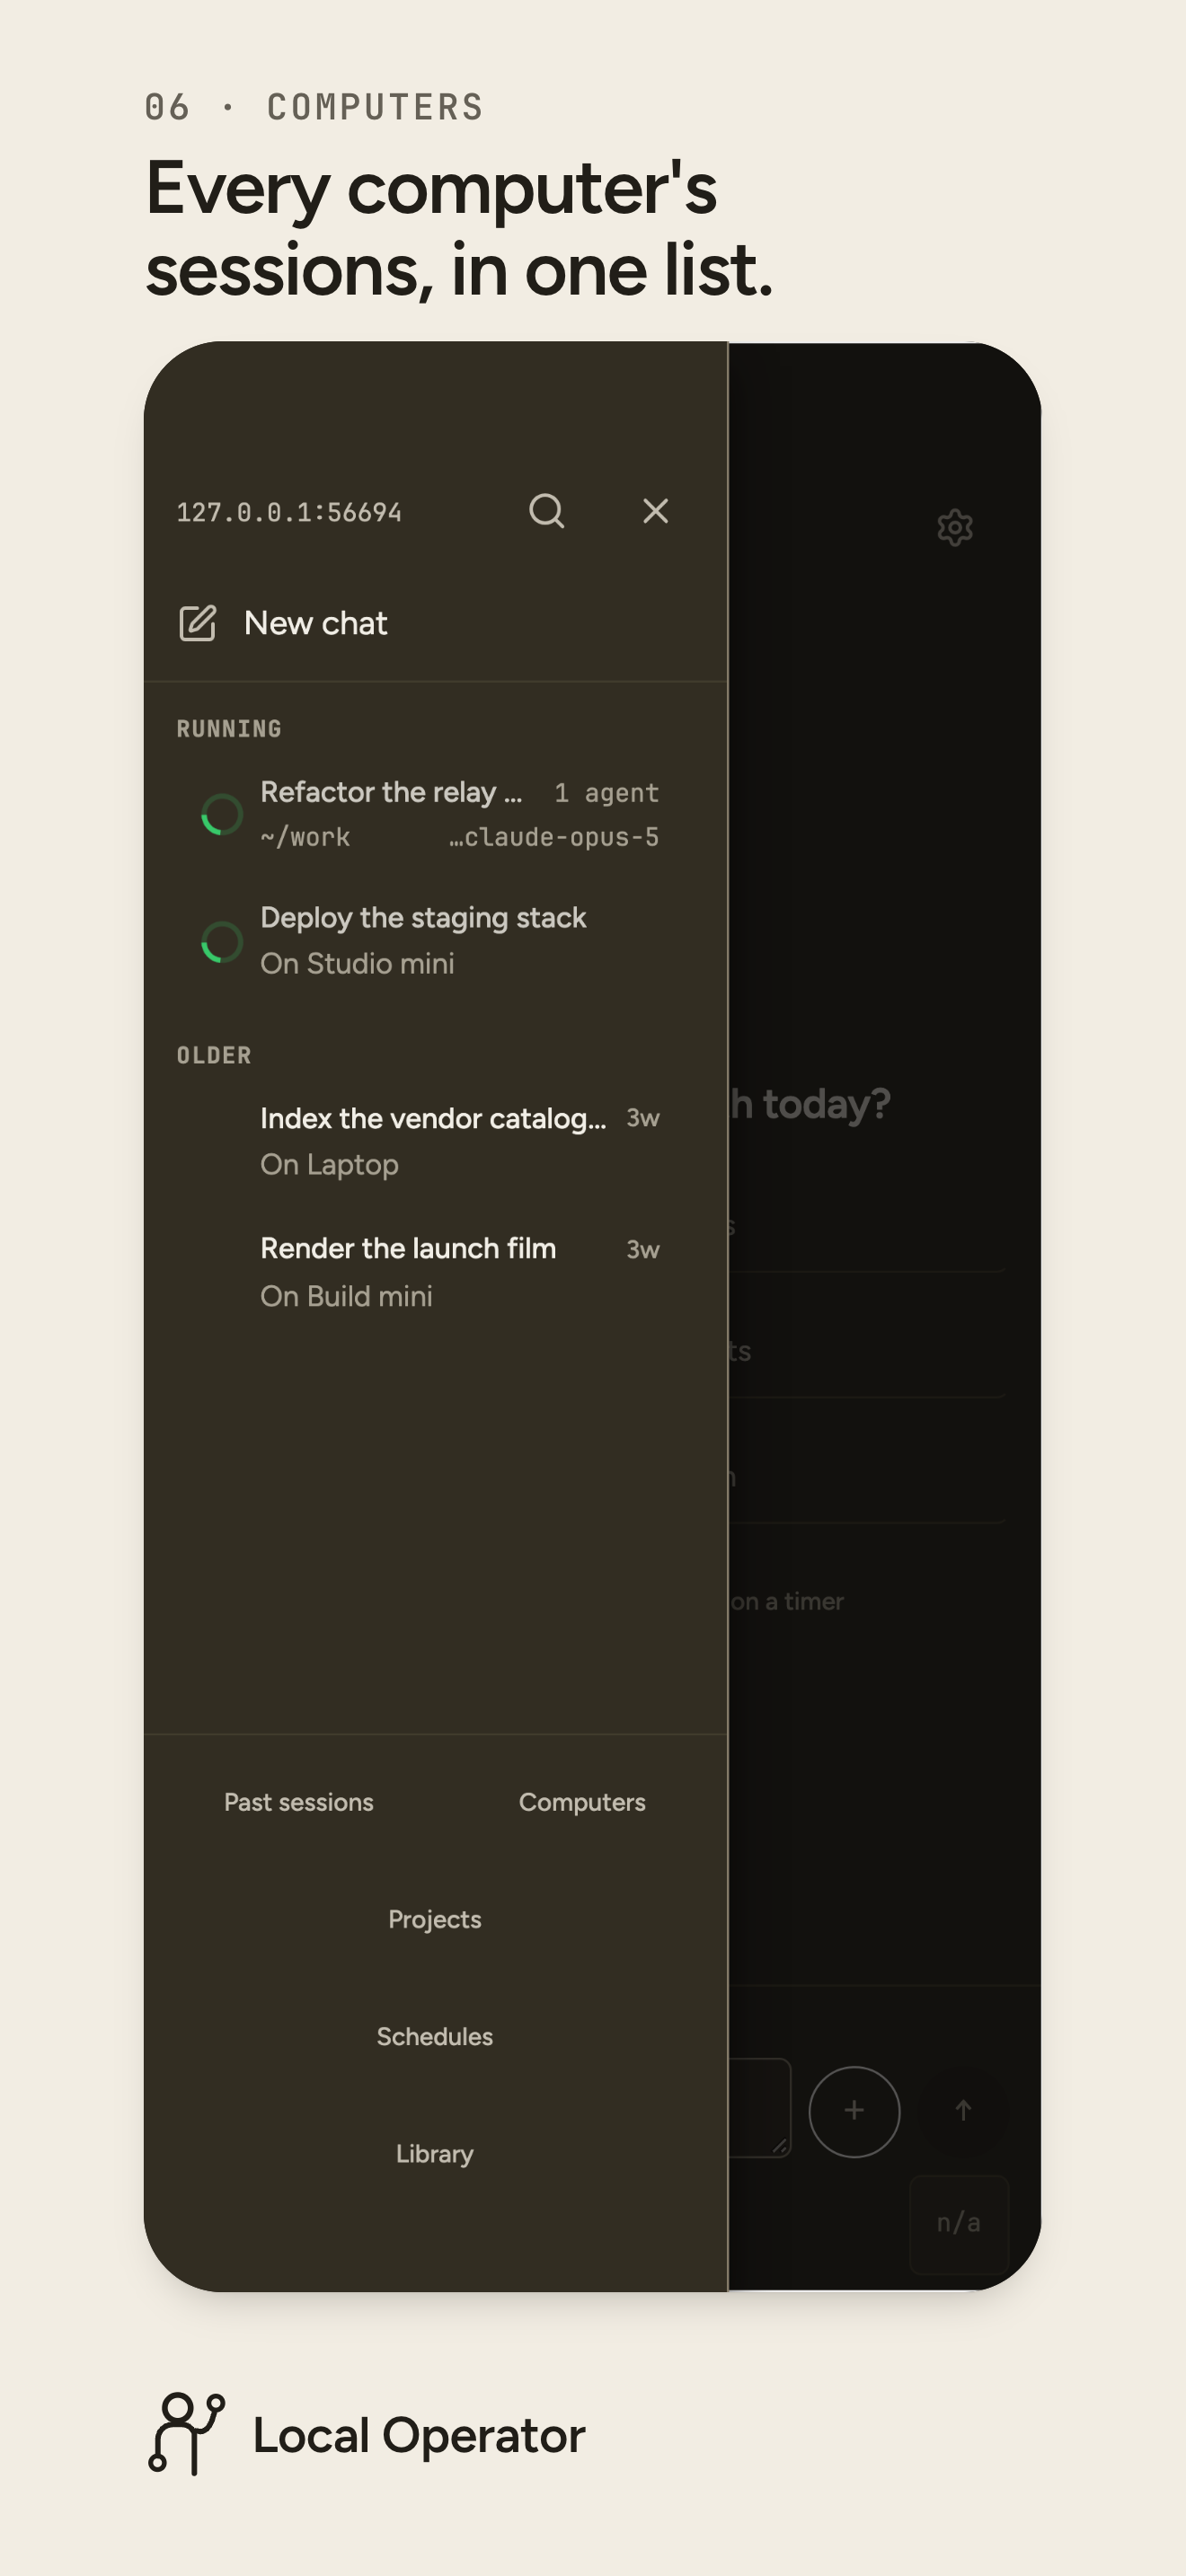 06 · COMPUTERS
Every computer's
sessions, in one list.
127.0.0.1:56694
New chat
RUNNING
Refactor the relay ... 1 agent
~/work …claude-opus-5
Deploy the staging stack
On Studio mini
OLDER
Index the vendor catalog... 3w
On Laptop
Render the launch film 3w
On Build mini
h today?
s
ts
n
on a timer
Past sessions Computers
Projects
Schedules
Library
n/a
Local Operator